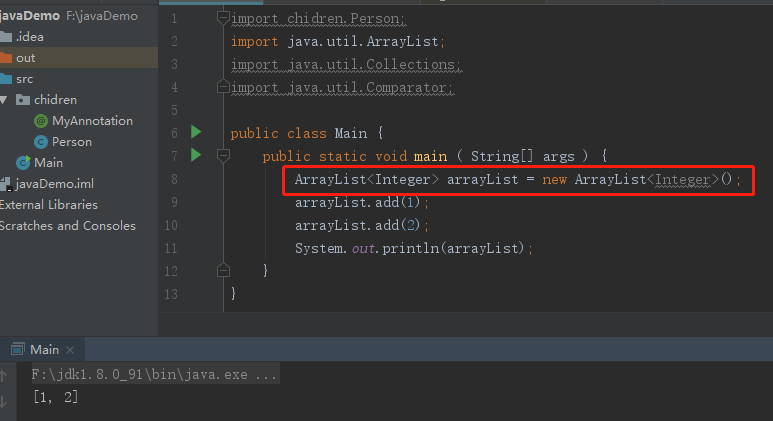 javaDemo F:\javaDemo
.idea
out
src
chidren
MyAnnotation
Person
Main
javaDemo.iml
External Libraries
Scratches and Consoles
1 import chidren.Person;
2 import java.util.ArrayList;
3 import java.util.Collections;
4 import java.util.Comparator;
5
6 public class Main {
7 public static void main ( String[] args ) {
8 ArrayList<Integer> arrayList = new ArrayList<Integer>();
9 arrayList.add(1);
10 arrayList.add(2);
11 System.out.println(arrayList);
12 }
13 }
Main ×
F:\jdk1.8.0_91\bin\java.exe ...
[1, 2]